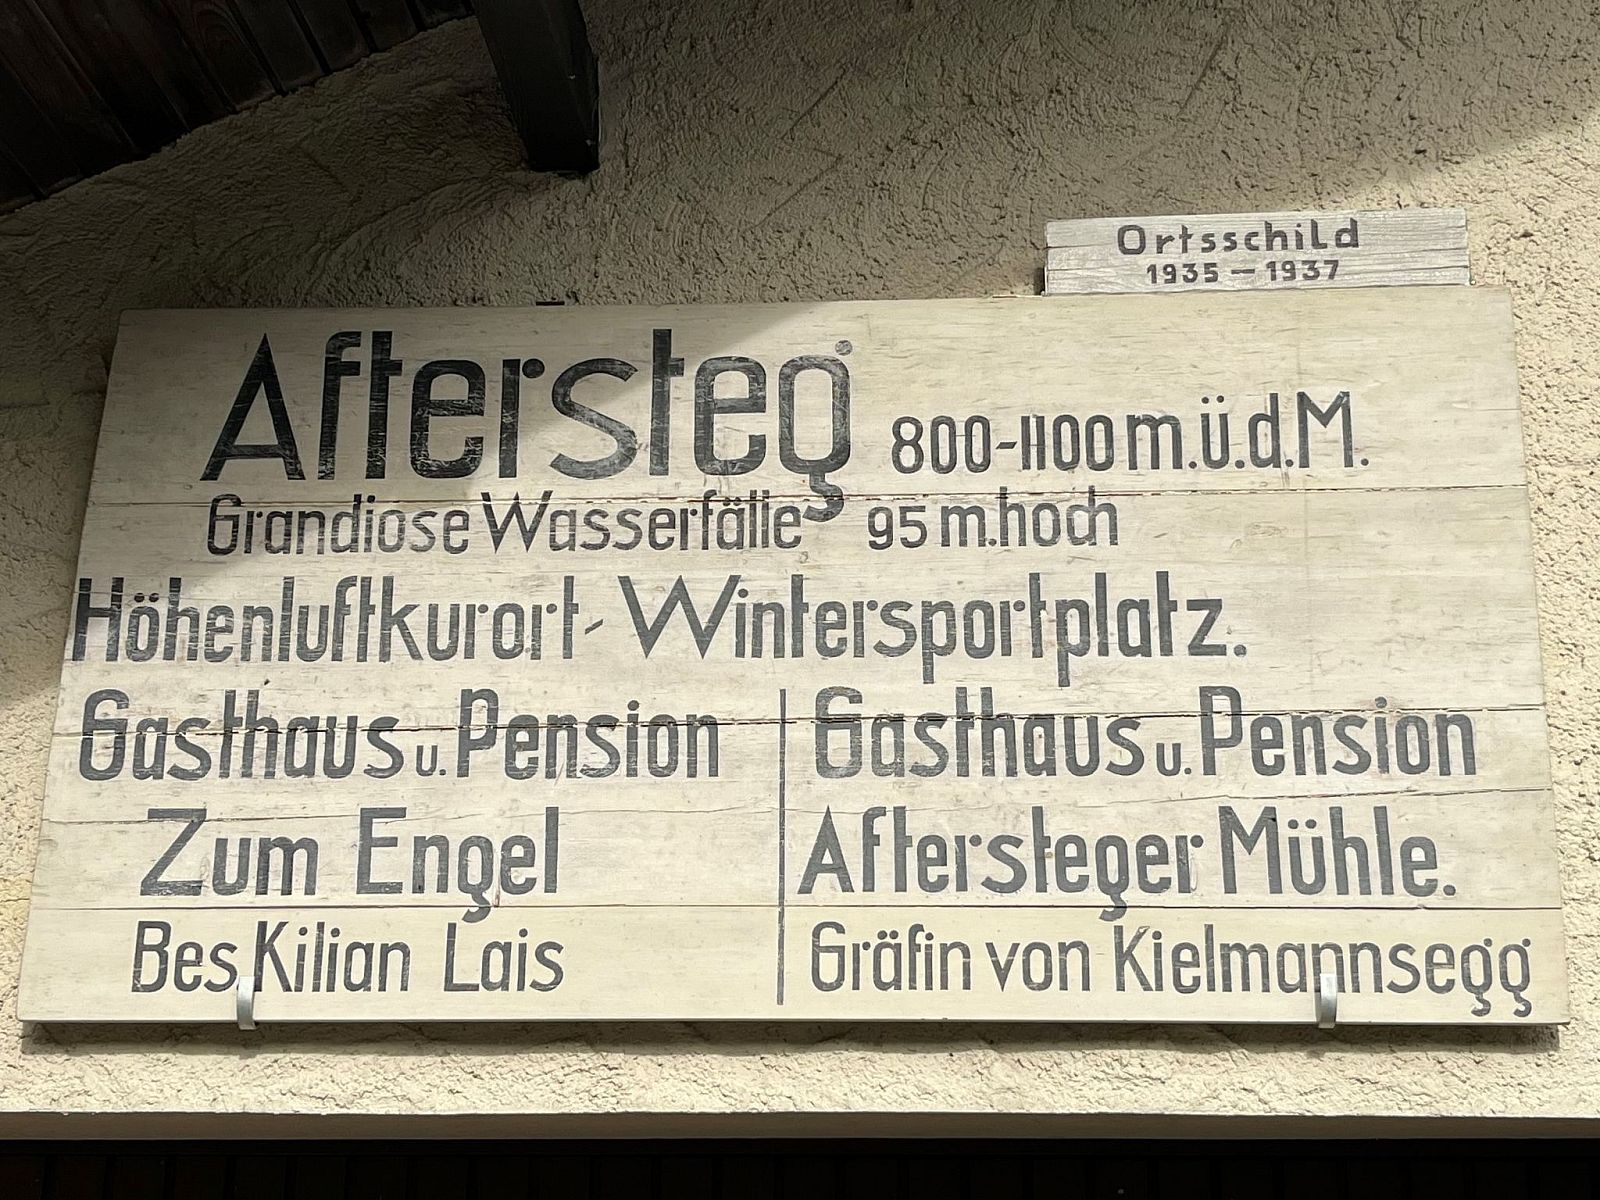 Ortsschild
1935 – 1937
Aftersteg 800-1100 m.ü.d.M.
Grandiose Wasserfälle 95 m. hoch
Höhenluftkurort - Wintersportplatz.
Gasthaus u. Pension
Zum Engel
Bes Kilian Lais
Gasthaus u. Pension
Aftersteger Mühle.
Gräfin von Kielmannsegg